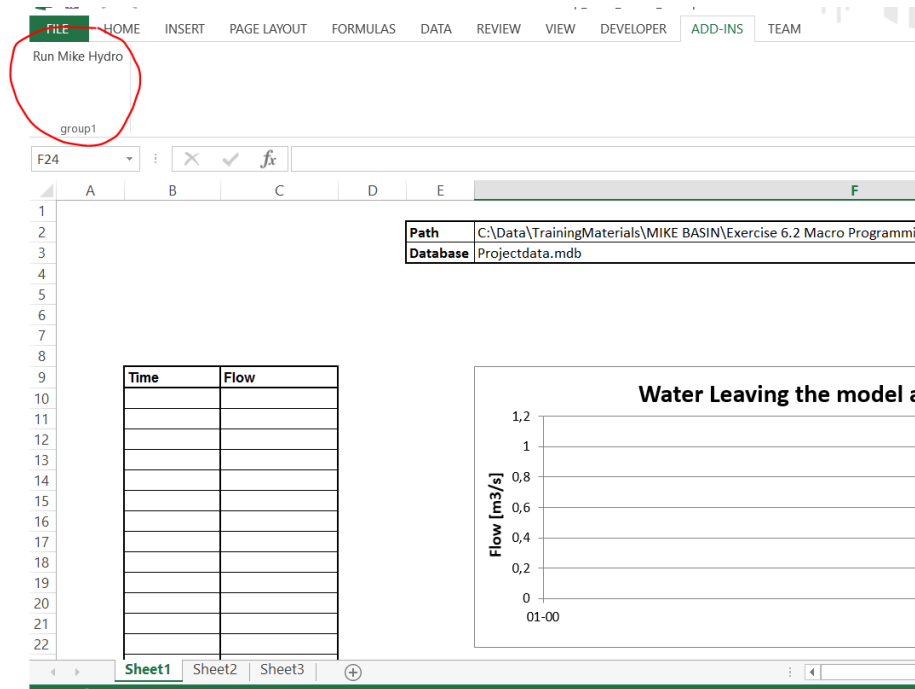 FILE HOME INSERT PAGE LAYOUT FORMULAS DATA REVIEW VIEW DEVELOPER ADD-INS TEAM
Run Mike Hydro
group1
F24 fx
A B C D E F
1
2 Path C:\Data\TrainingMaterials\MIKE BASIN\Exercise 6.2 Macro Programmi
3 Database Projectdata.mdb
4
5
6
7
8
9 Time Flow
Water Leaving the model a
10
11
12
13
14
15
16
17
18
19
20
21
22
1,2
1
0,8
0,6
0,4
0,2
0
Flow [m3/s]
01-00
Sheet1 Sheet2 Sheet3